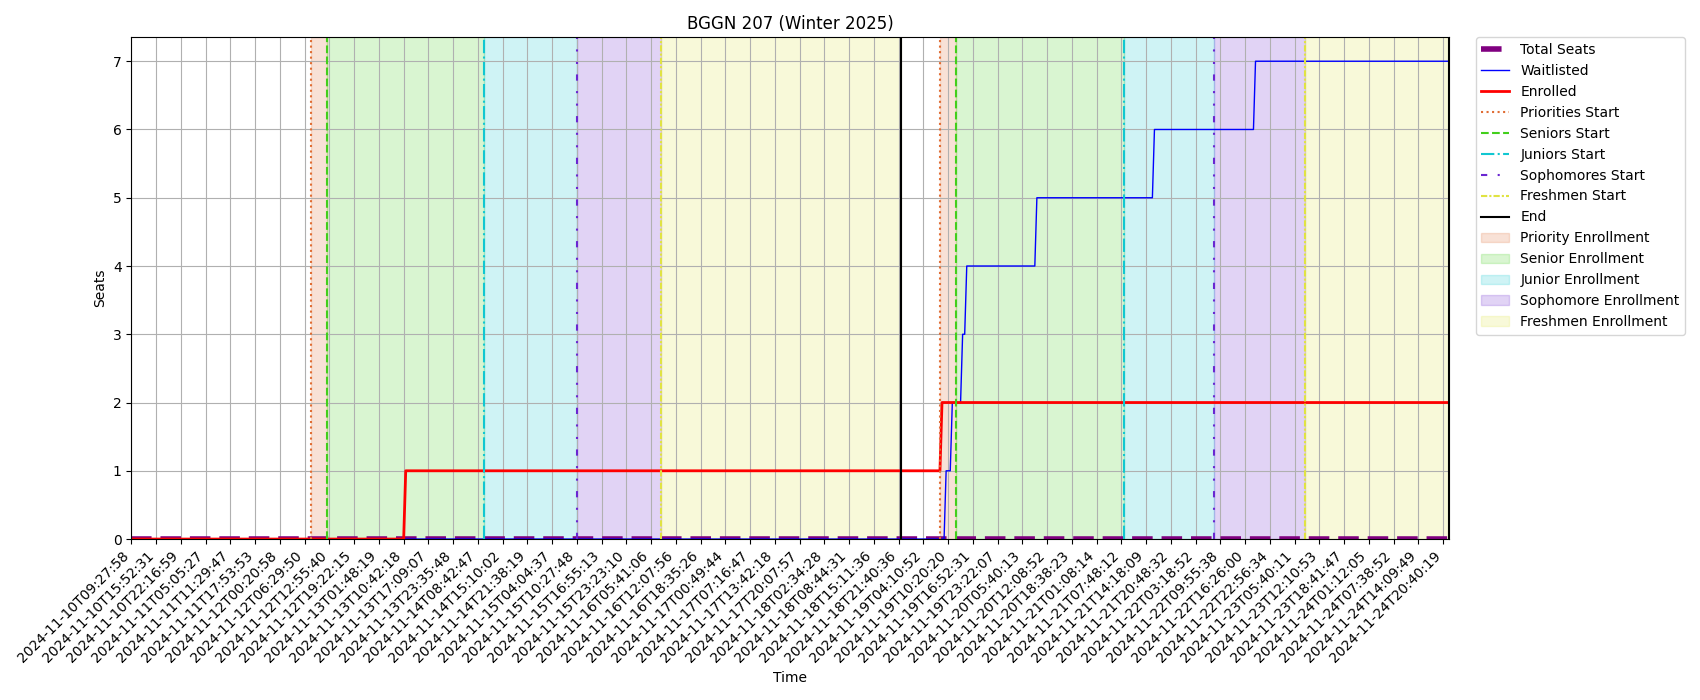 BGGN 207 (Winter 2025)
7
6
5
4
3
2
1
0
Seats
2024-11-10T09:27:58
2024-11-10T15:52:31
2024-11-10T22:16:59
2024-11-11T05:05:27
2024-11-11T11:29:47
2024-11-11T17:53:53
2024-11-12T00:20:58
2024-11-12T06:29:50
2024-11-12T12:55:40
2024-11-12T19:22:15
2024-11-13T01:48:19
2024-11-13T10:42:18
2024-11-13T17:09:07
2024-11-13T23:35:48
2024-11-14T08:42:47
2024-11-14T15:10:02
2024-11-14T21:38:19
2024-11-15T04:04:37
2024-11-15T10:27:48
2024-11-15T16:55:13
2024-11-15T23:23:10
2024-11-16T05:41:06
2024-11-16T12:07:56
2024-11-16T18:35:26
2024-11-17T00:49:44
2024-11-17T07:16:47
2024-11-17T13:42:18
2024-11-17T20:07:57
2024-11-18T02:34:28
2024-11-18T08:44:31
2024-11-18T15:11:36
2024-11-18T21:40:36
2024-11-19T04:10:52
2024-11-19T10:20:20
2024-11-19T16:52:31
2024-11-19T23:22:07
2024-11-20T05:40:13
2024-11-20T12:08:52
2024-11-20T18:38:23
2024-11-21T01:08:14
2024-11-21T07:48:12
2024-11-21T14:18:09
2024-11-21T20:48:32
2024-11-22T03:18:52
2024-11-22T09:55:38
2024-11-22T16:26:00
2024-11-22T22:56:34
2024-11-23T05:40:11
2024-11-23T12:10:53
2024-11-23T18:41:47
2024-11-24T01:12:05
2024-11-24T07:38:52
2024-11-24T14:09:49
2024-11-24T20:40:19
Time
Total Seats
Waitlisted
Enrolled
Priorities Start
Seniors Start
Juniors Start
Sophomores Start
Freshmen Start
End
Priority Enrollment
Senior Enrollment
Junior Enrollment
Sophomore Enrollment
Freshmen Enrollment